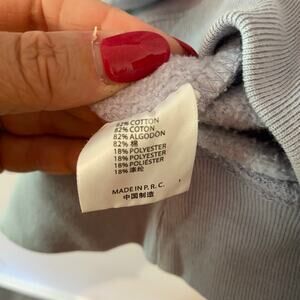 82% COTTON
82% COTON
82% ALGODÓN
82% 棉
18% POLYESTER
18% POLYESTER
18% POLIESTER
18% 涤纶
MADE IN P. R. C.
中国制造